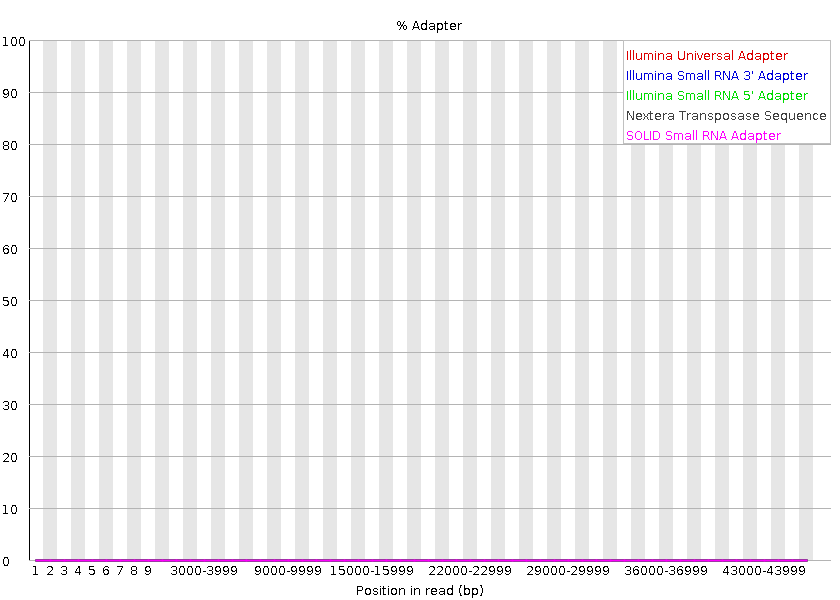 % Adapter
100
90
80
70
60
50
40
30
20
10
0
Illumina Universal Adapter
Illumina Small RNA 3' Adapter
Illumina Small RNA 5' Adapter
Nextera Transposase Sequence
SOLID Small RNA Adapter
1 2 3 4 5 6 7 8 9 3000-3999 9000-9999 15000-15999 22000-22999 29000-29999 36000-36999 43000-43999
Position in read (bp)